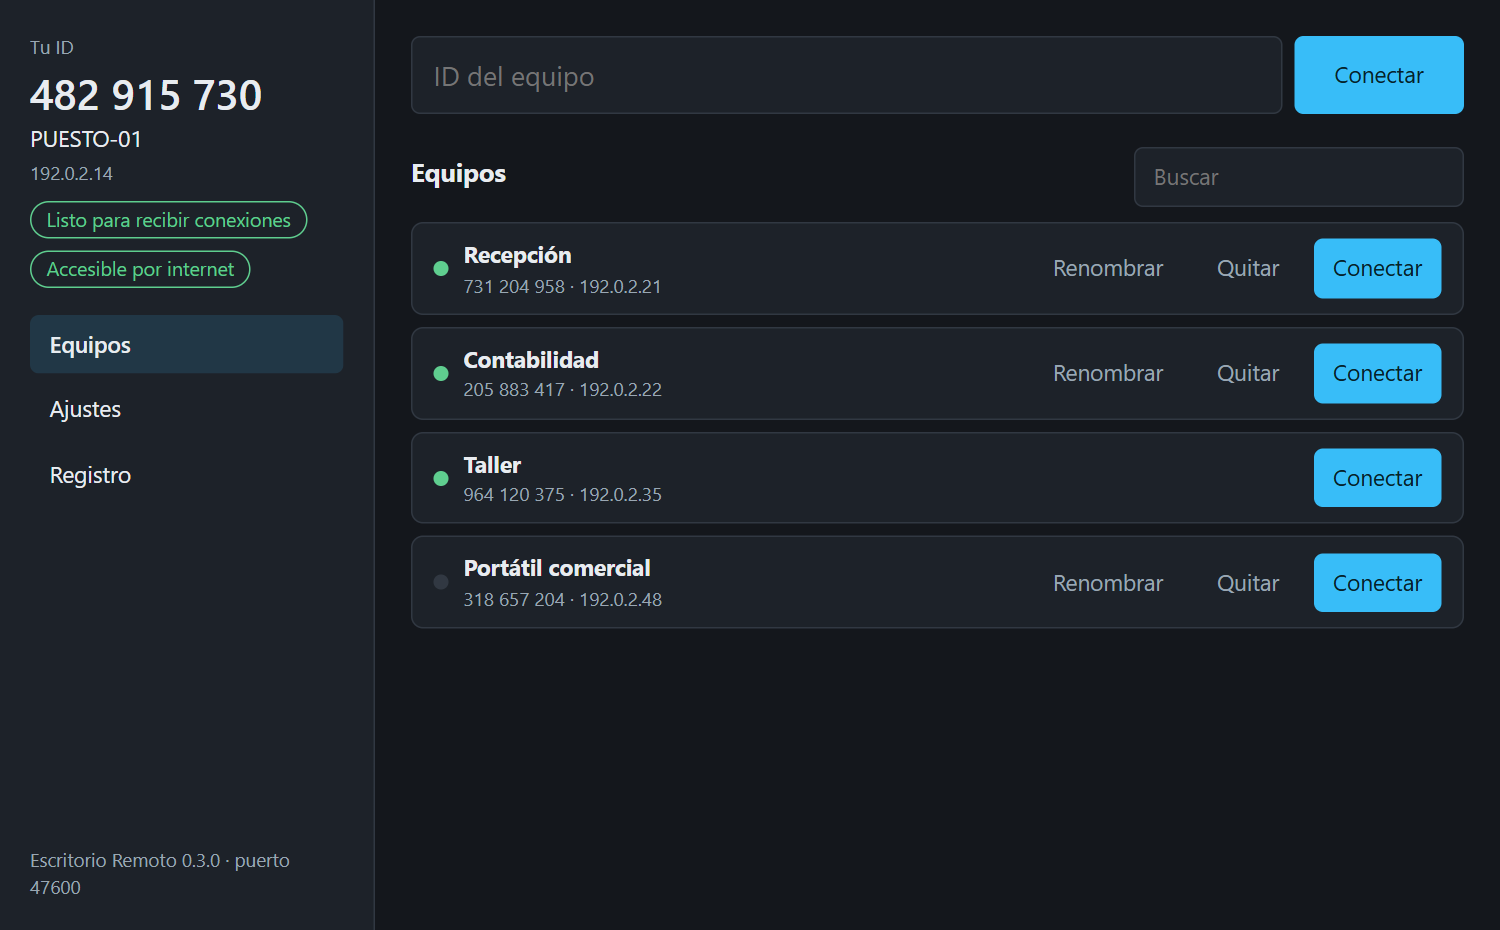 Tu ID
482 915 730
PUESTO-01
192.0.2.14
Listo para recibir conexiones
Accesible por internet
Equipos
Ajustes
Registro
Escritorio Remoto 0.3.0 · puerto
47600
ID del equipo
Conectar
Equipos
Buscar
Recepción
731 204 958 · 192.0.2.21
Renombrar
Quitar
Conectar
Contabilidad
205 883 417 · 192.0.2.22
Renombrar
Quitar
Conectar
Taller
964 120 375 · 192.0.2.35
Conectar
Portátil comercial
318 657 204 · 192.0.2.48
Renombrar
Quitar
Conectar